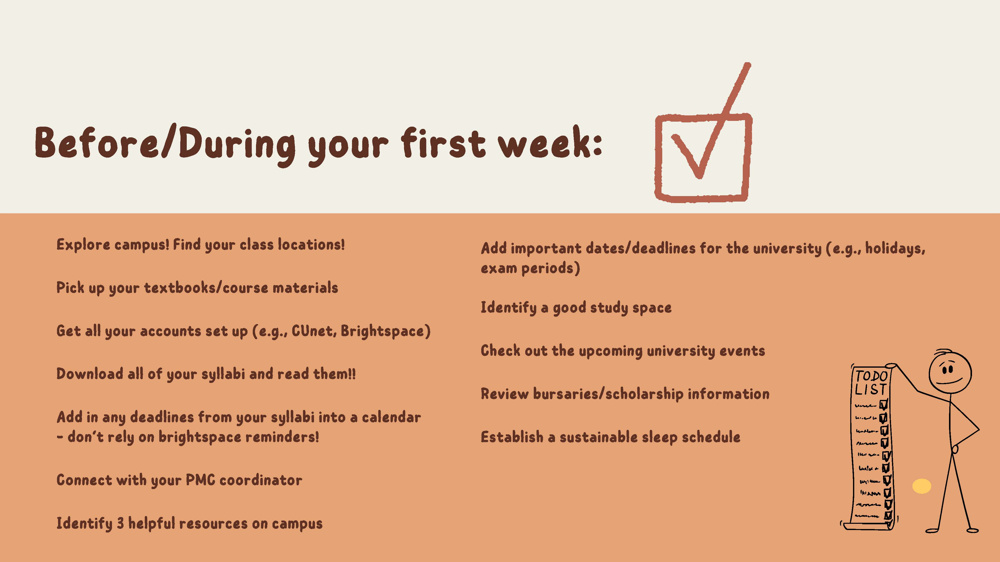 Before/During your first week:
Explore campus! Find your class locations!
Pick up your textbooks/course materials
Get all your accounts set up (e.g., CUnet, Brightspace)
Download all of your syllabi and read them!!
Add in any deadlines from your syllabi into a calendar
- don't rely on brightspace reminders!
Connect with your PMC coordinator
Identify 3 helpful resources on campus
Add important dates/deadlines for the university (e.g., holidays,
exam periods)
Identify a good study space
Check out the upcoming university events
Review bursaries/scholarship information
Establish a sustainable sleep schedule
TODO
LIST